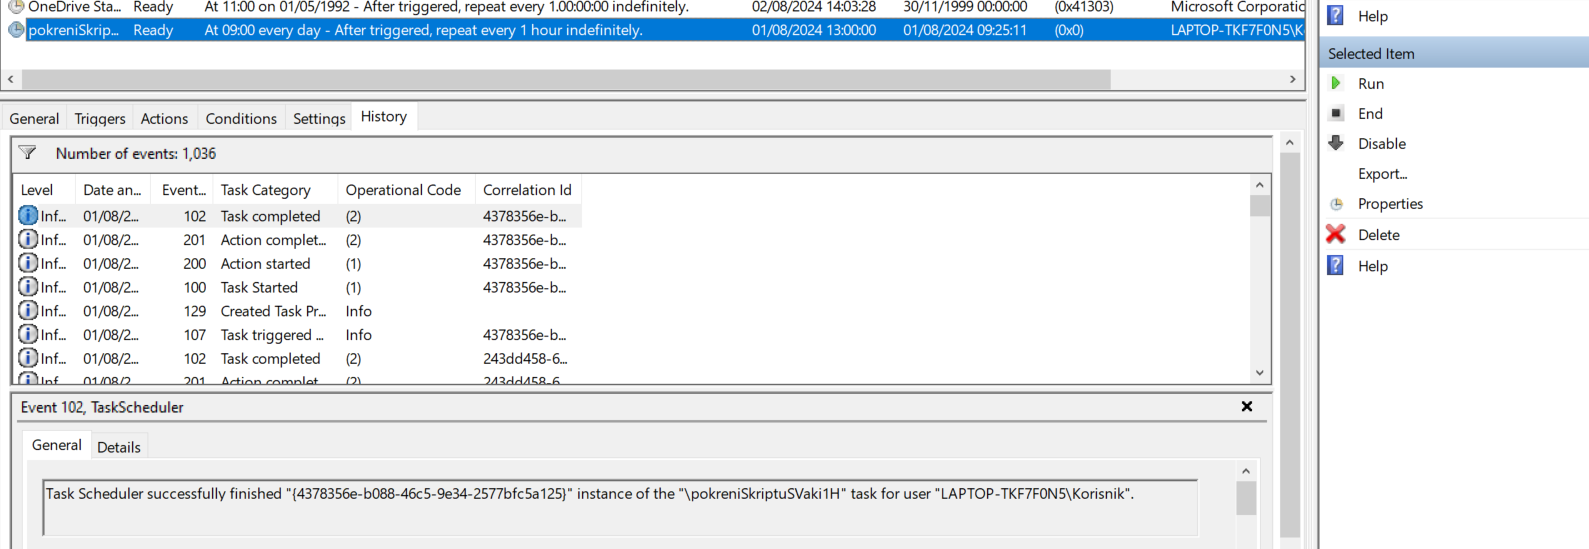 OneDrive Sta... Ready At 11:00 on 01/05/1992 - After triggered, repeat every 1.00:00:00 indefinitely. 02/08/2024 14:03:28 30/11/1999 00:00:00 (0x41303) Microsoft Corporatio
pokreniSkrip... Ready At 09:00 every day - After triggered, repeat every 1 hour indefinitely. 01/08/2024 13:00:00 01/08/2024 09:25:11 (0x0) LAPTOP-TKF7F0N5\K
General Triggers Actions Conditions Settings History
Number of events: 1,036
Level Date an... Event... Task Category Operational Code Correlation Id
Inf... 01/08/2... 102 Task completed (2) 4378356e-b...
Inf... 01/08/2... 201 Action complet... (2) 4378356e-b...
Inf... 01/08/2... 200 Action started (1) 4378356e-b...
Inf... 01/08/2... 100 Task Started (1) 4378356e-b...
Inf... 01/08/2... 129 Created Task Pr... Info
Inf... 01/08/2... 107 Task triggered ... Info 4378356e-b...
Inf... 01/08/2... 102 Task completed (2) 243dd458-6...
Inf... 01/08/2... 201 Action complet... (2) 243dd458-6...
Event 102, TaskScheduler
General Details
Task Scheduler successfully finished "{4378356e-b088-46c5-9e34-2577bfc5a125}" instance of the "\pokreniSkriptuSVaki1H" task for user "LAPTOP-TKF7F0N5\Korisnik".
Help
Selected Item
Run
End
Disable
Export...
Properties
Delete
Help